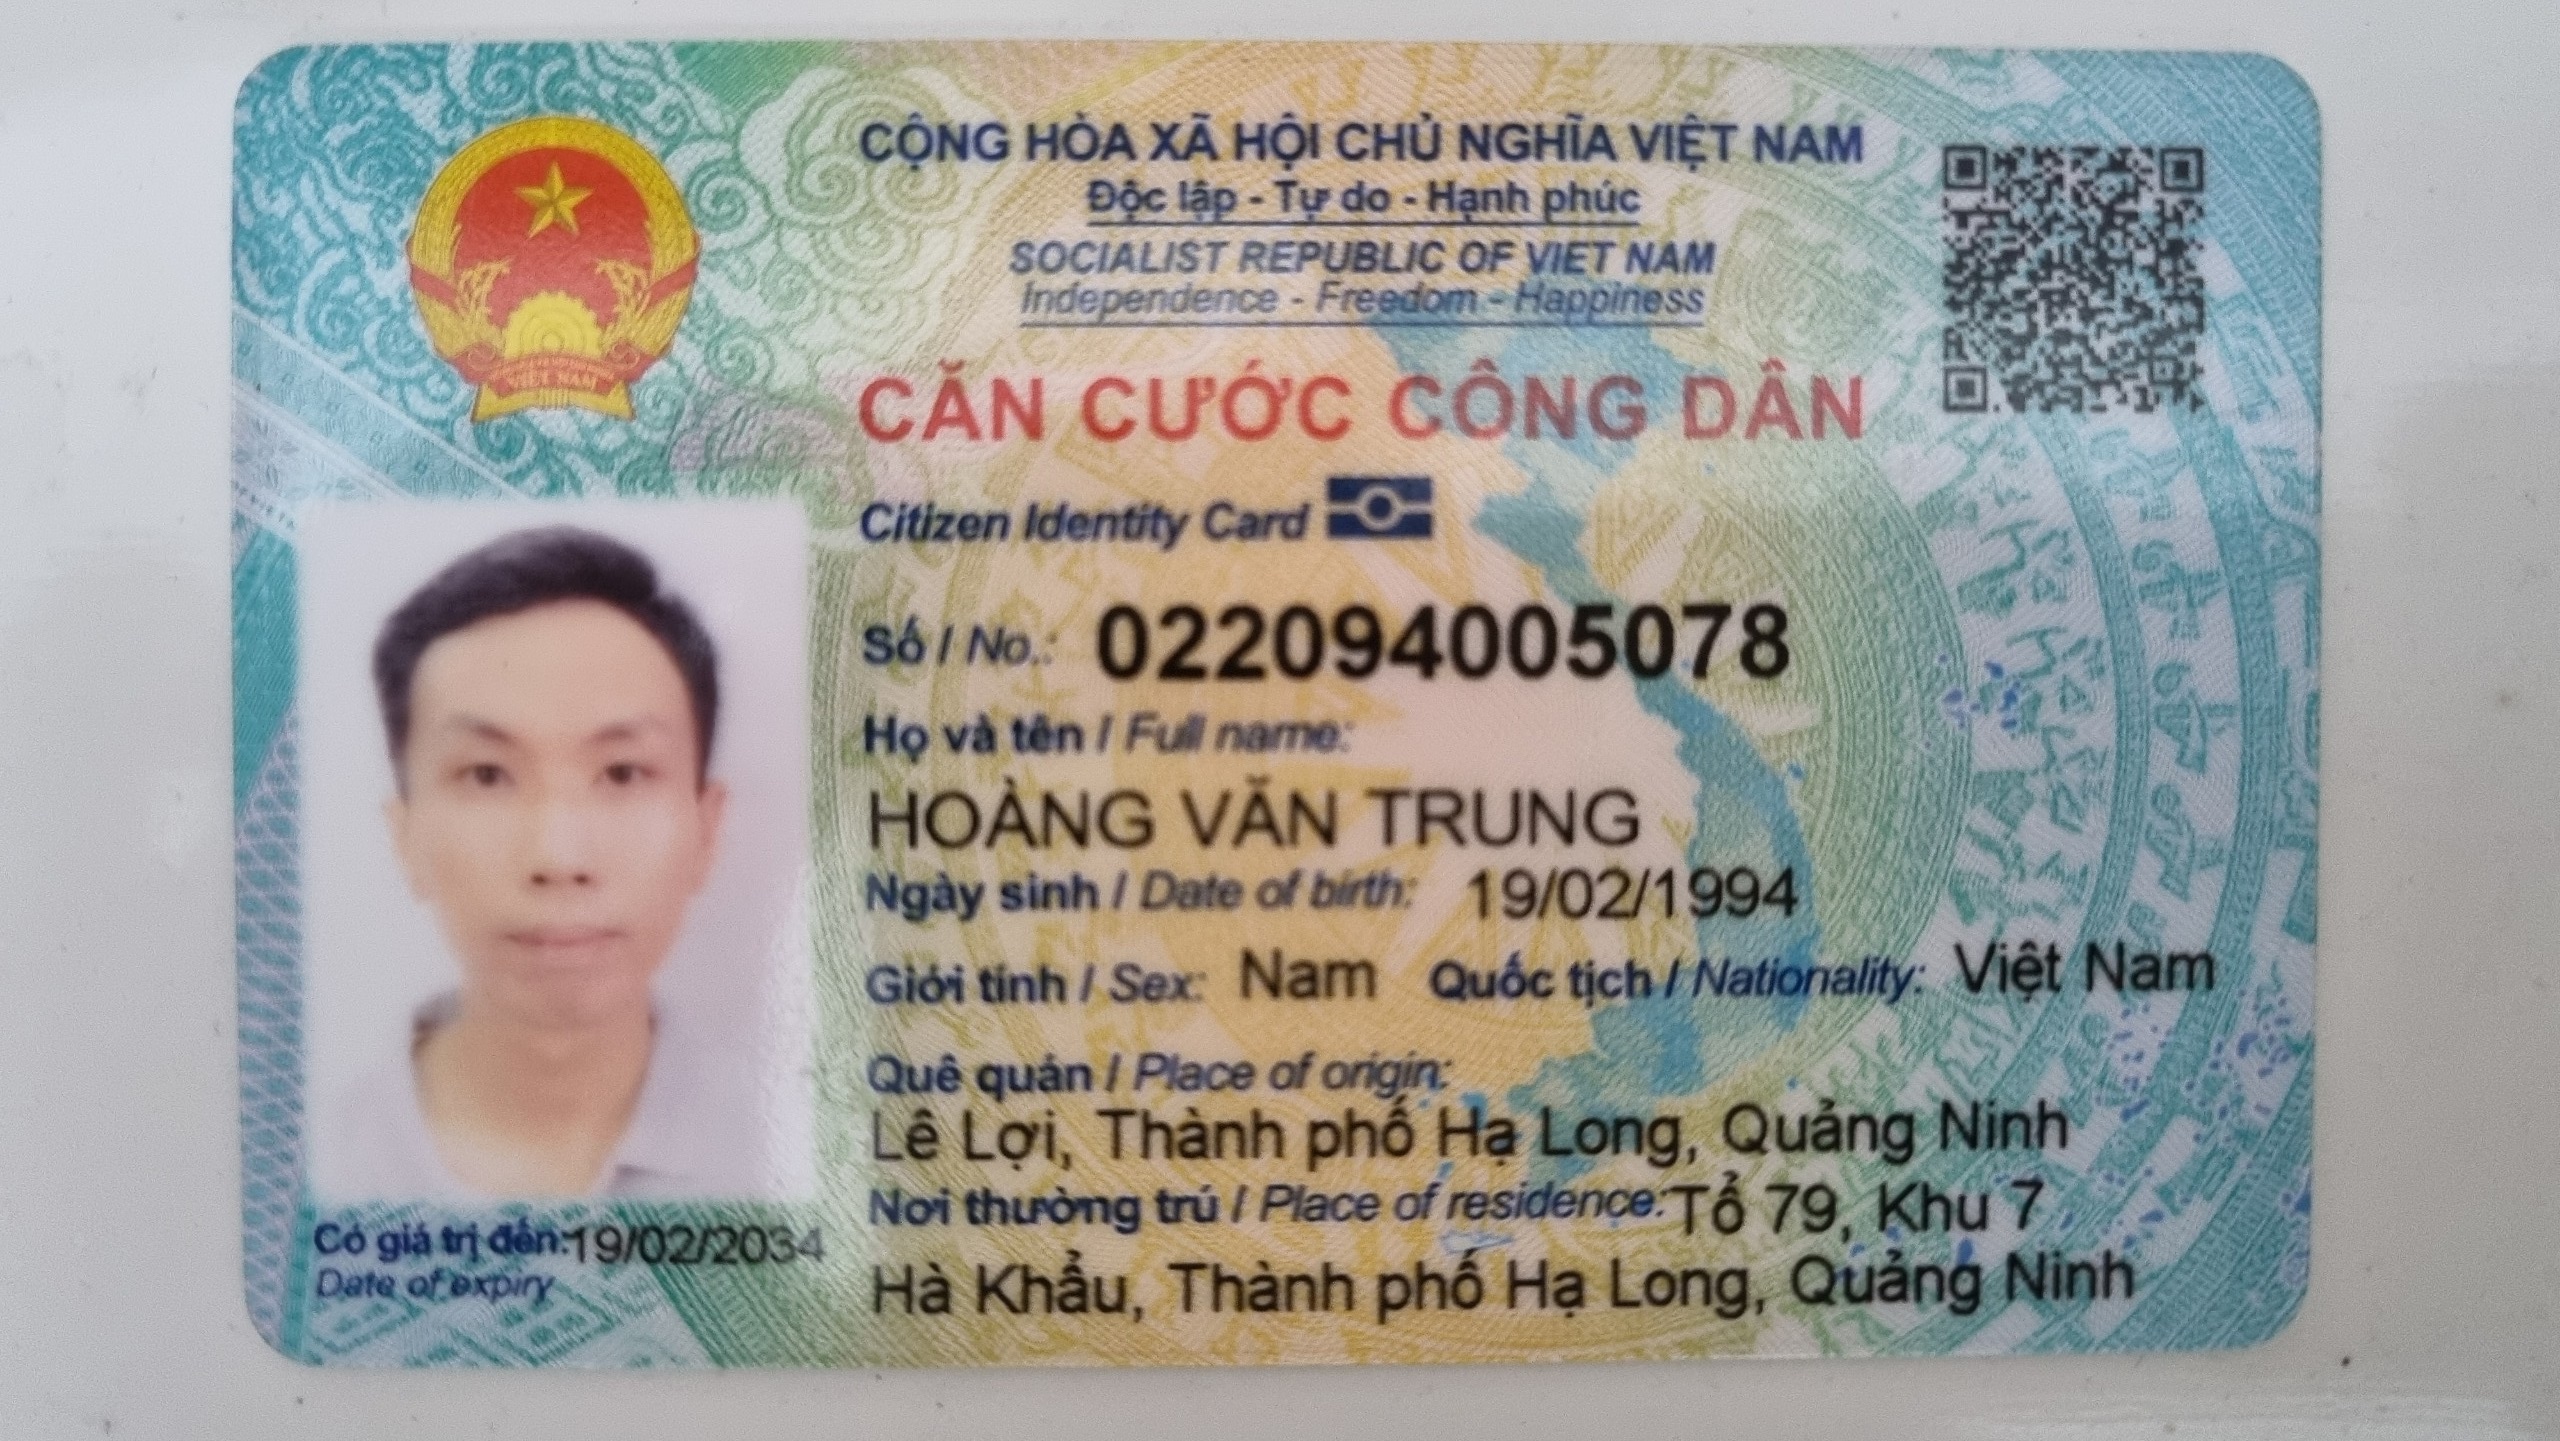 CỘNG HÒA XÃ HỘI CHỦ NGHĨA VIỆT NAM
Độc lập - Tự do - Hạnh phúc
SOCIALIST REPUBLIC OF VIET NAM
Independence - Freedom - Happiness
CĂN CƯỚC CÔNG DÂN
Citizen Identity Card
Số / No.: 022094005078
Họ và tên / Full name:
HOÀNG VĂN TRUNG
Ngày sinh / Date of birth: 19/02/1994
Giới tính / Sex: Nam Quốc tịch / Nationality: Việt Nam
Quê quán / Place of origin:
Lê Lợi, Thành phố Hạ Long, Quảng Ninh
Nơi thường trú / Place of residence: Tổ 79, Khu 7
Hà Khẩu, Thành phố Hạ Long, Quảng Ninh
Có giá trị đến: 19/02/2034
Date of expiry
VIỆT NAM